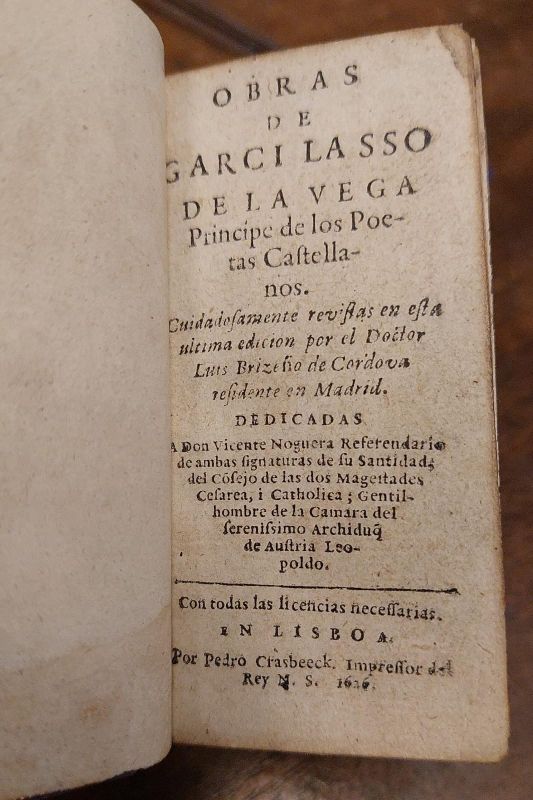 OBRAS
DE
GARCI LASSO
DE LA VEGA
Principe de los Poe-
tas Caſtella-
nos.
Cuidadoſamente reviſtas en eſta
ultima edicion por el Doctor
Luis Brizeño de Cordova
reſidente en Madrid.
DEDICADAS
A Don Vicente Noguera Referendario
de ambas ſignaturas de ſu Santidad,
del Cõſejo de las dos Mageſtades
Ceſarea, i Catholica; Gentil-
hombre de la Camara del
ſereniſſimo Archiduq̃
de Auſtria Leo-
poldo.
Con todas las licencias neceſſarias.
EN LISBOA.
Por Pedro Craſbeeck. Impreſſor del
Rey N. S. 1626.